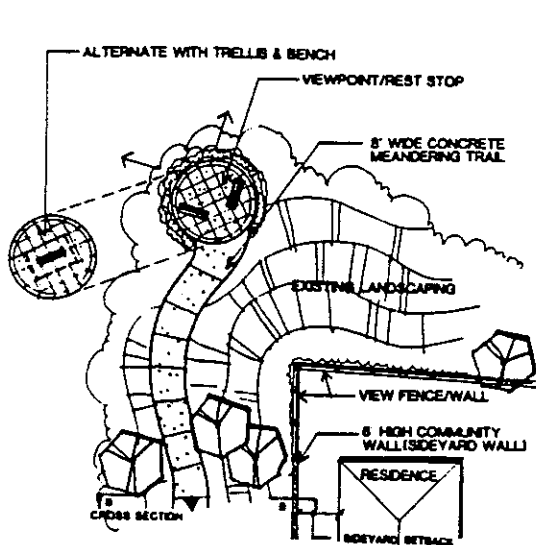 ALTERNATE WITH TRELLIS & BENCH
VIEWPOINT/REST STOP
8' WIDE CONCRETE
MEANDERING TRAIL
EXISTING LANDSCAPING
VIEW FENCE/WALL
6' HIGH COMMUNITY
WALL(SIDEYARD WALL)
RESIDENCE
CROSS SECTION
SIDEYARD SETBACK